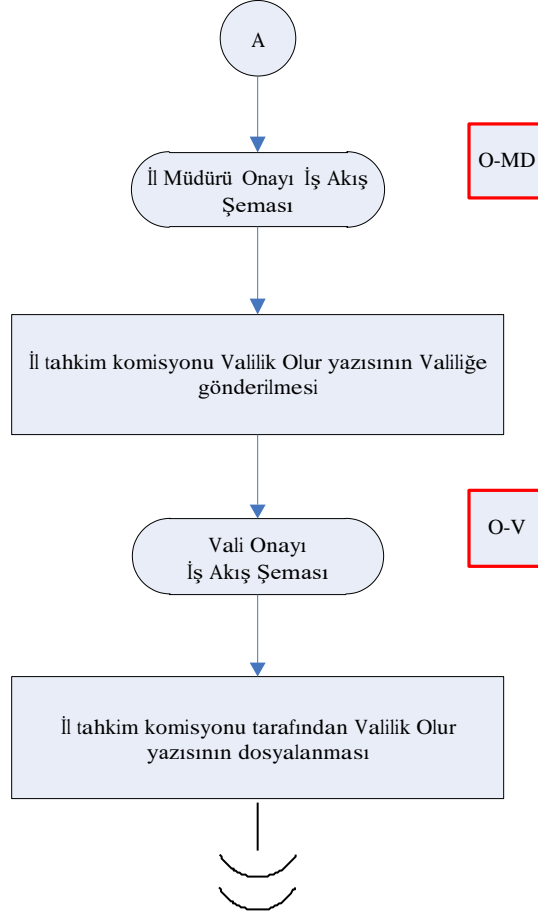 A
İl Müdürü Onayı İş Akış
Şeması
O-MD
İl tahkim komisyonu Valilik Olur yazısının Valiliğe
gönderilmesi
Vali Onayı
İş Akış Şeması
O-V
İl tahkim komisyonu tarafından Valilik Olur
yazısının dosyalanması